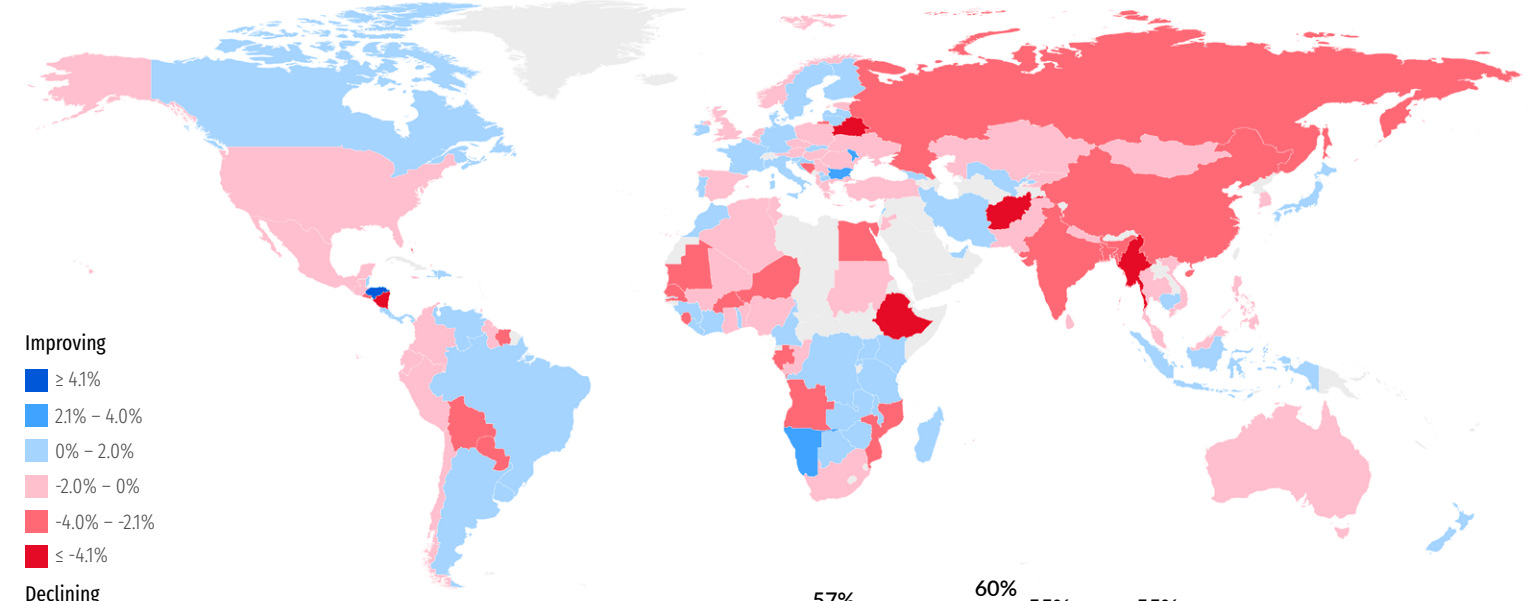 Improving
≥ 4.1%
2.1% – 4.0%
0% – 2.0%
-2.0% – 0%
-4.0% – -2.1%
≤ -4.1%
Declining
57%
60%